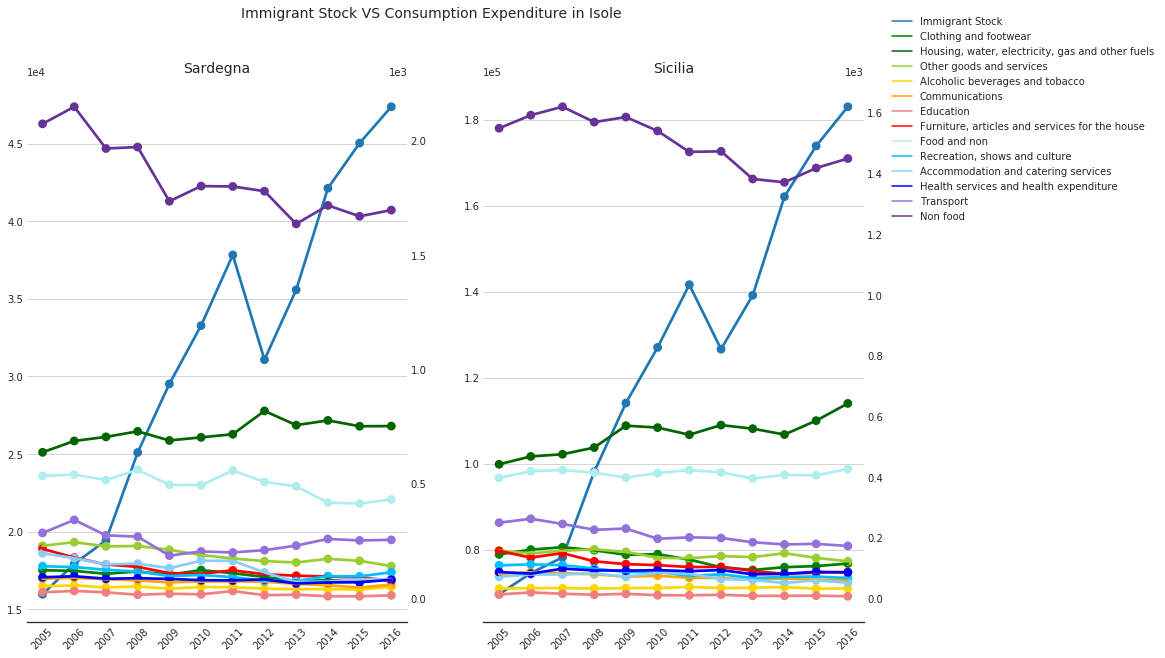 Immigrant Stock VS Consumption Expenditure in Isole
Immigrant Stock
Clothing and footwear
Housing, water, electricity, gas and other fuels
Other goods and services
Alcoholic beverages and tobacco
Communications
Education
Furniture, articles and services for the house
Food and non
Recreation, shows and culture
Accommodation and catering services
Health services and health expenditure
Transport
Non food
1e4
Sardegna
1e3
4.5
4.0
3.5
3.0
2.5
2.0
1.5
2.0
1.5
1.0
0.5
0.0
2005 2006 2007 2008 2009 2010 2011 2012 2013 2014 2015 2016
1e5
Sicilia
1e3
1.8
1.6
1.4
1.2
1.0
0.8
1.6
1.4
1.2
1.0
0.8
0.6
0.4
0.2
0.0
2005 2006 2007 2008 2009 2010 2011 2012 2013 2014 2015 2016